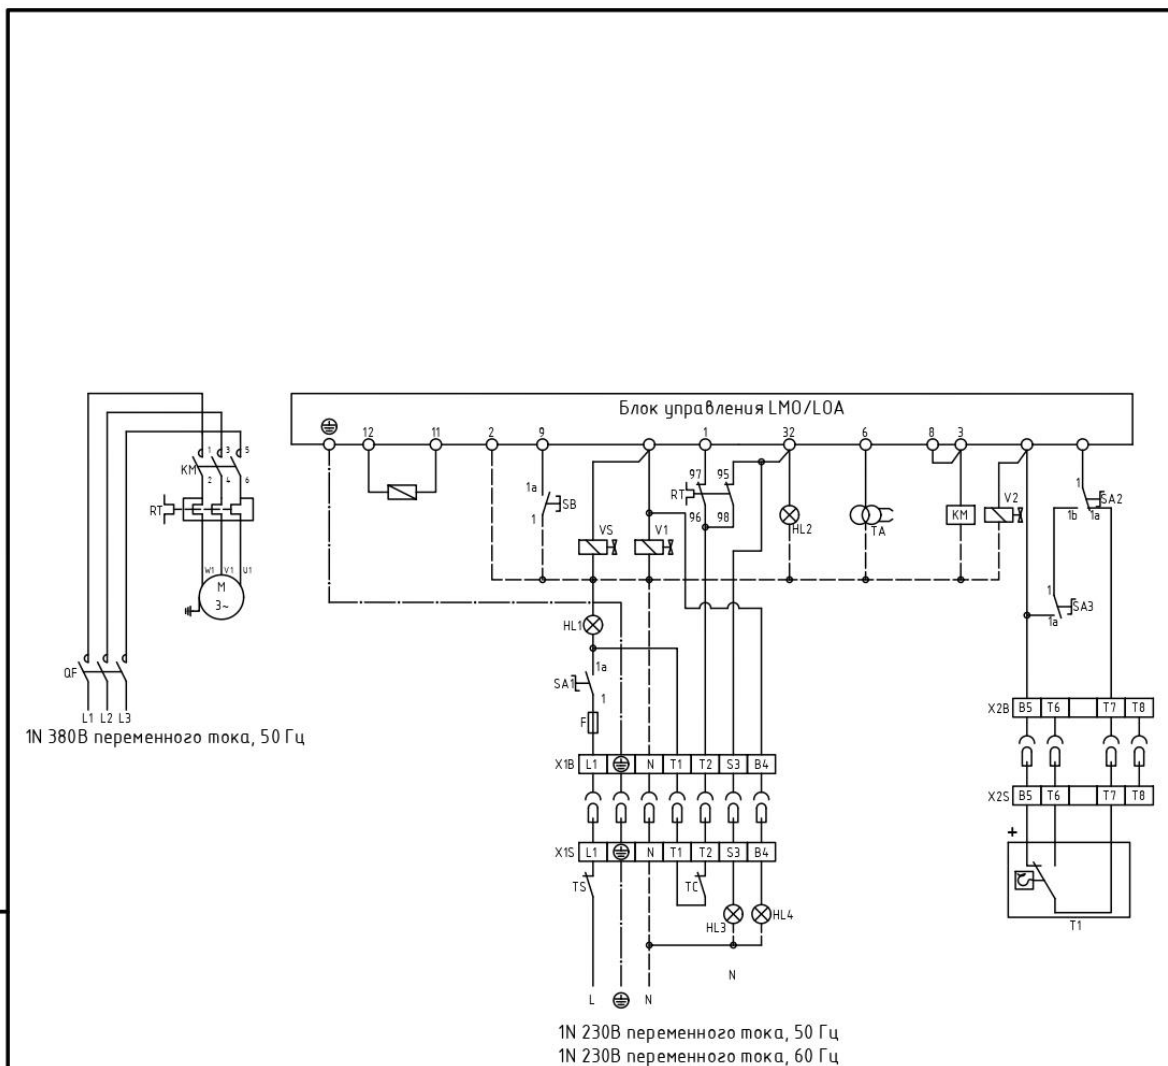 Блок управления LMO/LOA
12 11 2 9 1 32 6 8 3
1 3 5
KM
2 4 6
RT
W1 V1 U1
M
3~
QF
L1 L2 L3
1N 380В переменного тока, 50 Гц
1a
SB
1
VS
V1
97 95
RT
96 98
HL2
TA
KM
V2
1
SA2
1b 1a
1
SA3
1a
HL1
1a
SA1
1
F
X1B L1 N T1 T2 S3 B4
X1S L1 N T1 T2 S3 B4
TS
TC
HL3
HL4
N
L N
1N 230В переменного тока, 50 Гц
1N 230В переменного тока, 60 Гц
X2B B5 T6 T7 T8
X2S B5 T6 T7 T8
+
T1